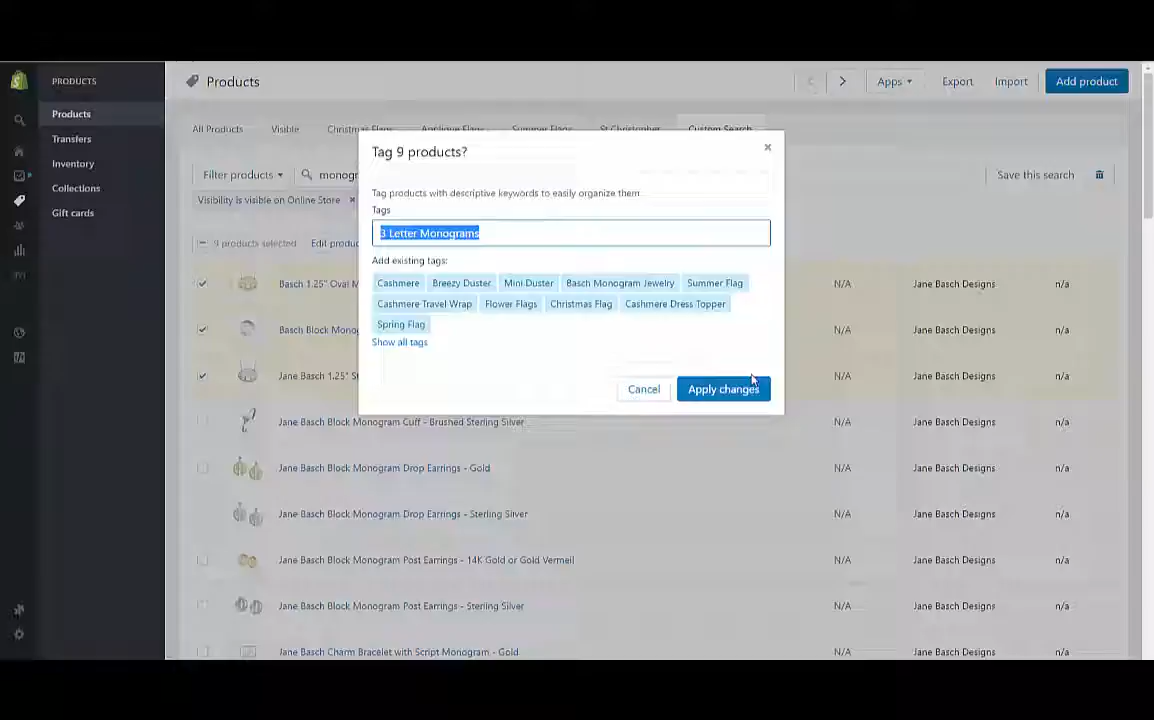 PRODUCTS
Products
Apps
Export
Import
Add product
Products
Transfers
Inventory
Collections
Gift cards
All Products
Visible
Christmas Flags
Applique Flags
Summer Flags
St Christopher
Custom Search
Filter products
monogr
Save this search
Visibility is visible on Online Store
9 products selected
Edit produc
Tag 9 products?
Tag products with descriptive keywords to easily organize them
Tags
3 Letter Monograms
Add existing tags:
Cashmere
Breezy Duster
Mini Duster
Basch Monogram Jewelry
Summer Flag
Cashmere Travel Wrap
Flower Flags
Christmas Flag
Cashmere Dress Topper
Spring Flag
Show all tags
Cancel
Apply changes
Basch 1.25" Oval M N/A Jane Basch Designs n/a
Basch Block Mono N/A Jane Basch Designs n/a
Jane Basch 1.25" St N/A Jane Basch Designs n/a
Jane Basch Block Monogram Cuff - Brushed Sterling Silver N/A Jane Basch Designs n/a
Jane Basch Block Monogram Drop Earrings - Gold N/A Jane Basch Designs n/a
Jane Basch Block Monogram Drop Earrings - Sterling Silver N/A Jane Basch Designs n/a
Jane Basch Block Monogram Post Earrings - 14K Gold or Gold Vermeil N/A Jane Basch Designs n/a
Jane Basch Block Monogram Post Earrings - Sterling Silver N/A Jane Basch Designs n/a
Jane Basch Charm Bracelet with Script Monogram - Gold N/A Jane Basch Designs n/a